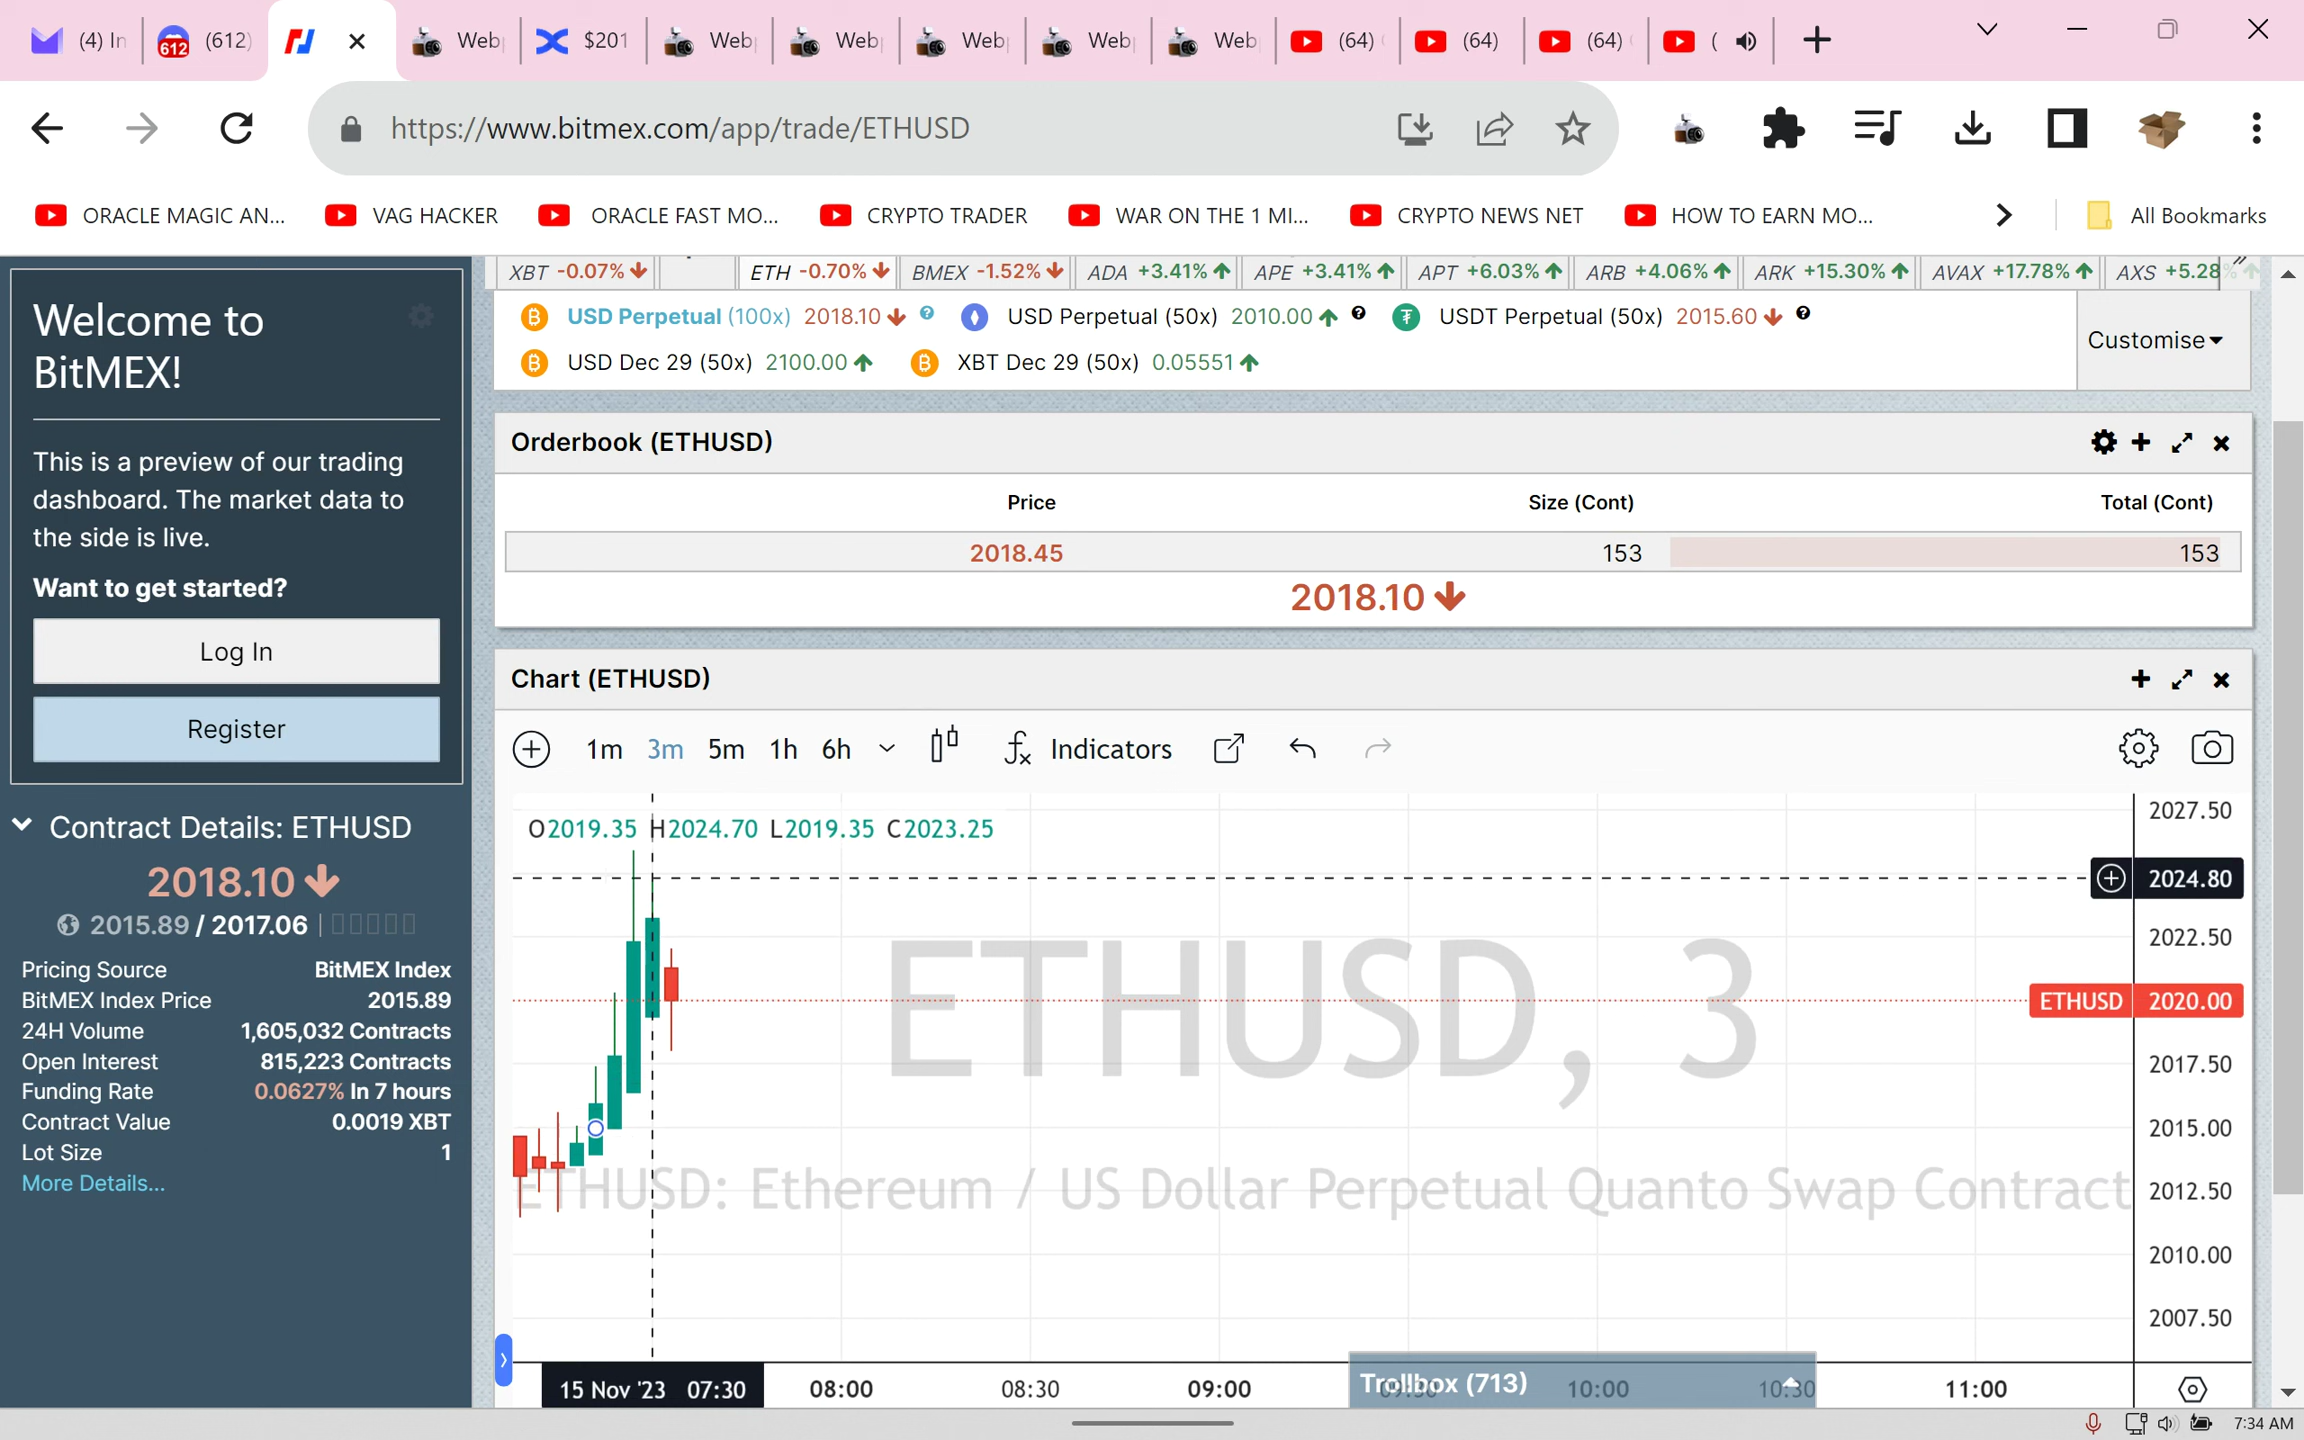 (4) In
612 (612)
Web
$201
Web
Web
Web
Web
Web
(64)
(64)
(64)
(
https://www.bitmex.com/app/trade/ETHUSD
ORACLE MAGIC AN...
VAG HACKER
ORACLE FAST MO...
CRYPTO TRADER
WAR ON THE 1 MI...
CRYPTO NEWS NET
HOW TO EARN MO...
All Bookmarks
Welcome to
BitMEX!
This is a preview of our trading
dashboard. The market data to
the side is live.
Want to get started?
Log In
Register
Contract Details: ETHUSD
2018.10
2015.89 / 2017.06
Pricing Source BitMEX Index
BitMEX Index Price 2015.89
24H Volume 1,605,032 Contracts
Open Interest 815,223 Contracts
Funding Rate 0.0627% In 7 hours
Contract Value 0.0019 XBT
Lot Size 1
More Details...
XBT -0.07% ETH -0.70% BMEX -1.52% ADA +3.41% APE +3.41% APT +6.03% ARB +4.06% ARK +15.30% AVAX +17.78% AXS +5.28%
USD Perpetual (100x) 2018.10 USD Perpetual (50x) 2010.00 USDT Perpetual (50x) 2015.60
USD Dec 29 (50x) 2100.00 XBT Dec 29 (50x) 0.05551
Customise
Orderbook (ETHUSD)
Price Size (Cont) Total (Cont)
2018.45 153 153
2018.10
Chart (ETHUSD)
1m 3m 5m 1h 6h Indicators
O2019.35 H2024.70 L2019.35 C2023.25
ETHUSD, 3
ETHUSD: Ethereum / US Dollar Perpetual Quanto Swap Contract
2027.50
2024.80
2022.50
ETHUSD 2020.00
2017.50
2015.00
2012.50
2010.00
2007.50
15 Nov '23 07:30 08:00 08:30 09:00 09:30 10:00 10:30 11:00
Trollbox (713)
7:34 AM